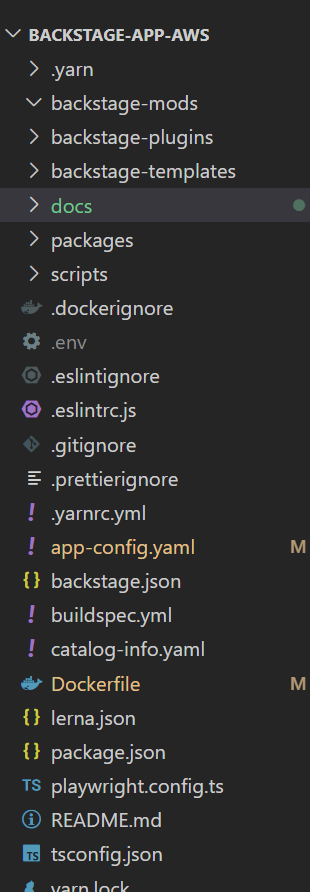 BACKSTAGE-APP-AWS
.yarn
backstage-mods
backstage-plugins
backstage-templates
docs
packages
scripts
.dockerignore
.env
.eslintignore
.eslintrc.js
.gitignore
.prettierignore
! .yarnrc.yml
! app-config.yaml M
{} backstage.json
! buildspec.yml
! catalog-info.yaml
Dockerfile M
{} lerna.json
{} package.json
TS playwright.config.ts
README.md
TS tsconfig.json
yarn.lock